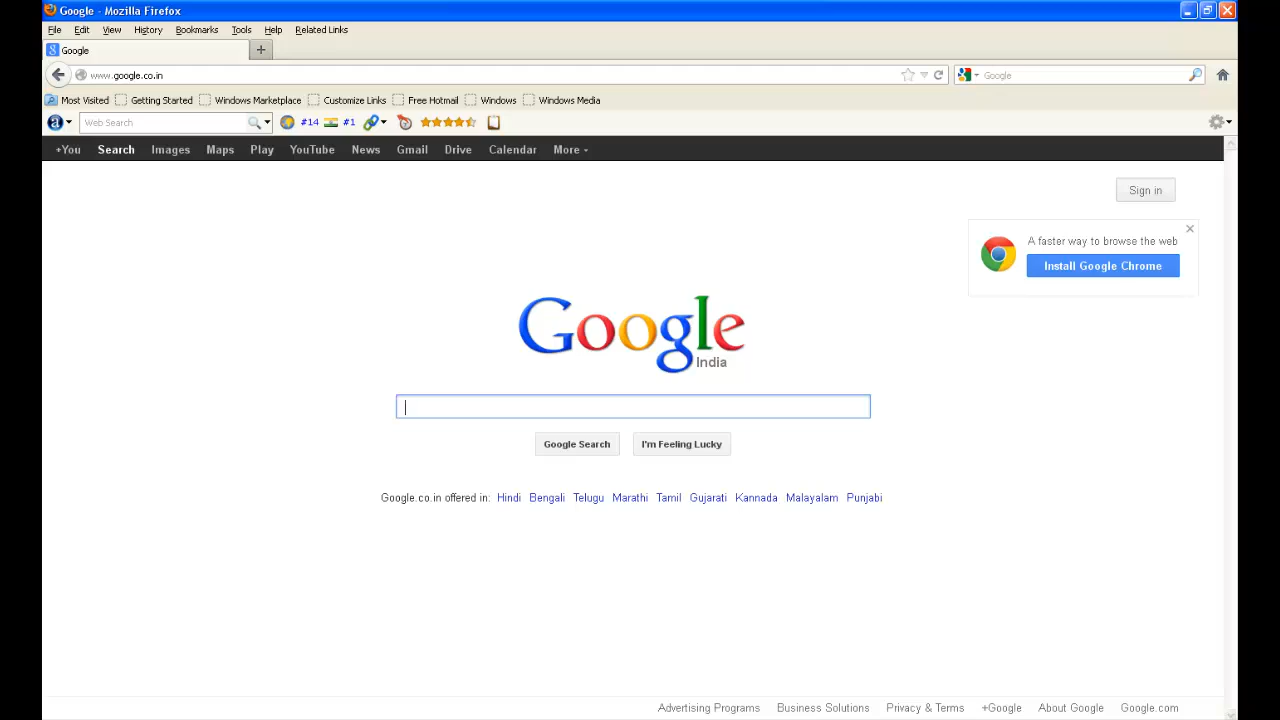 Google - Mozilla Firefox
File Edit View History Bookmarks Tools Help Related Links
Google
www.google.co.in Google
Most Visited Getting Started Windows Marketplace Customize Links Free Hotmail Windows Windows Media
a Web Search #14 #1
+You Search Images Maps Play YouTube News Gmail Drive Calendar More
Sign in
A faster way to browse the web
Install Google Chrome
Google
India
Google Search I'm Feeling Lucky
Google.co.in offered in: Hindi Bengali Telugu Marathi Tamil Gujarati Kannada Malayalam Punjabi
Advertising Programs Business Solutions Privacy & Terms +Google About Google Google.com